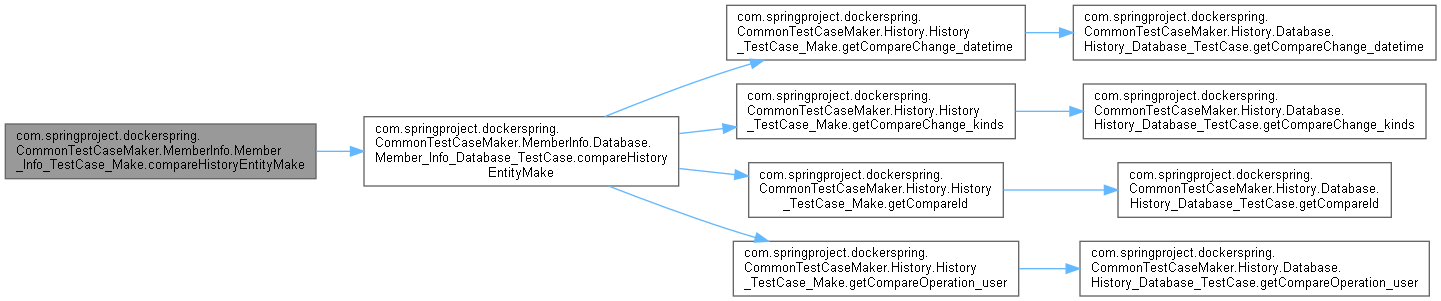 com.springproject.dockerspring.
CommonTestCaseMaker.MemberInfo.Member
_Info_TestCase_Make.compareHistoryEntityMake
com.springproject.dockerspring.
CommonTestCaseMaker.MemberInfo.Database.
Member_Info_Database_TestCase.compareHistory
EntityMake
com.springproject.dockerspring.
CommonTestCaseMaker.History.History
_TestCase_Make.getCompareChange_datetime
com.springproject.dockerspring.
CommonTestCaseMaker.History.Database.
History_Database_TestCase.getCompareChange_datetime
com.springproject.dockerspring.
CommonTestCaseMaker.History.History
_TestCase_Make.getCompareChange_kinds
com.springproject.dockerspring.
CommonTestCaseMaker.History.Database.
History_Database_TestCase.getCompareChange_kinds
com.springproject.dockerspring.
CommonTestCaseMaker.History.History
_TestCase_Make.getCompareId
com.springproject.dockerspring.
CommonTestCaseMaker.History.Database.
History_Database_TestCase.getCompareId
com.springproject.dockerspring.
CommonTestCaseMaker.History.History
_TestCase_Make.getCompareOperation_user
com.springproject.dockerspring.
CommonTestCaseMaker.History.Database.
History_Database_TestCase.getCompareOperation_user